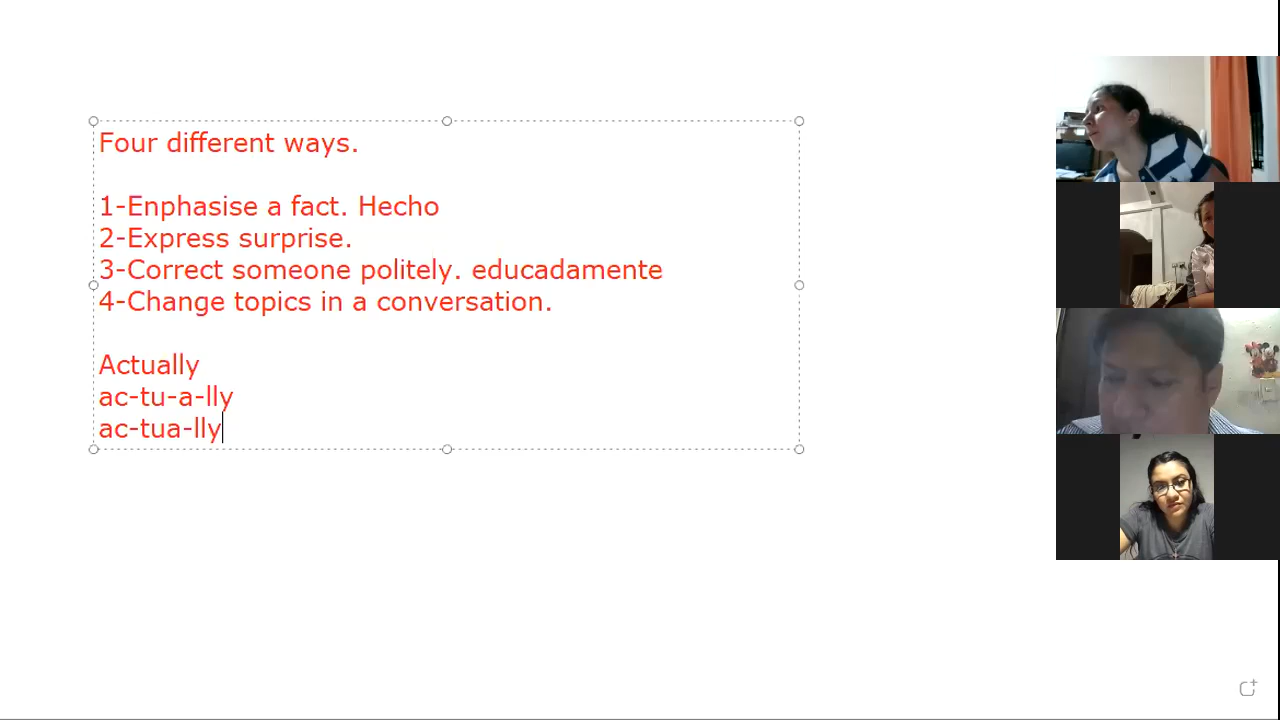 Four different ways.
1-Enphasise a fact. Hecho
2-Express surprise.
3-Correct someone politely. educadamente
4-Change topics in a conversation.
Actually
ac-tu-a-lly
ac-tua-lly